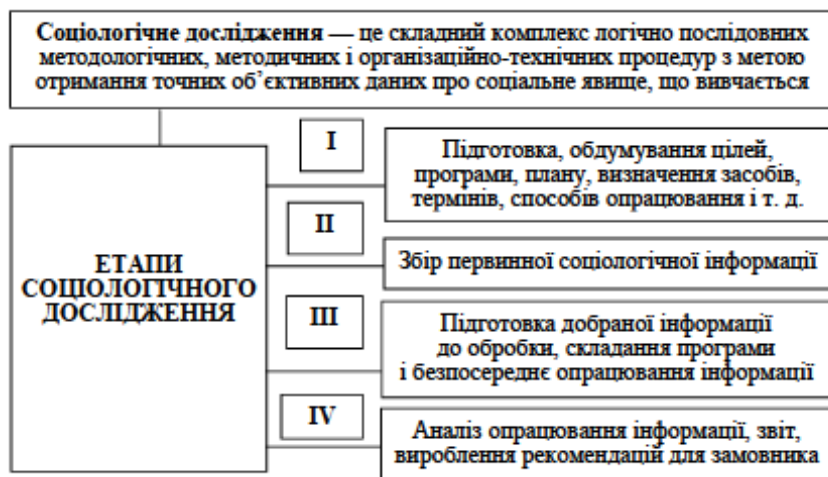 Соціологічне дослідження — це складний комплекс логічно послідовних
методологічних, методичних і організаційно-технічних процедур з метою
отримання точних об’єктивних даних про соціальне явище, що вивчається
ЕТАПИ
СОЦІОЛОГІЧНОГО
ДОСЛІДЖЕННЯ
I
Підготовка, обдумування цілей,
програми, плану, визначення засобів,
термінів, способів опрацювання і т. д.
II
Збір первинної соціологічної інформації
III
Підготовка добраної інформації
до обробки, складання програми
і безпосереднє опрацювання інформації
IV
Аналіз опрацювання інформації, звіт,
вироблення рекомендацій для замовника